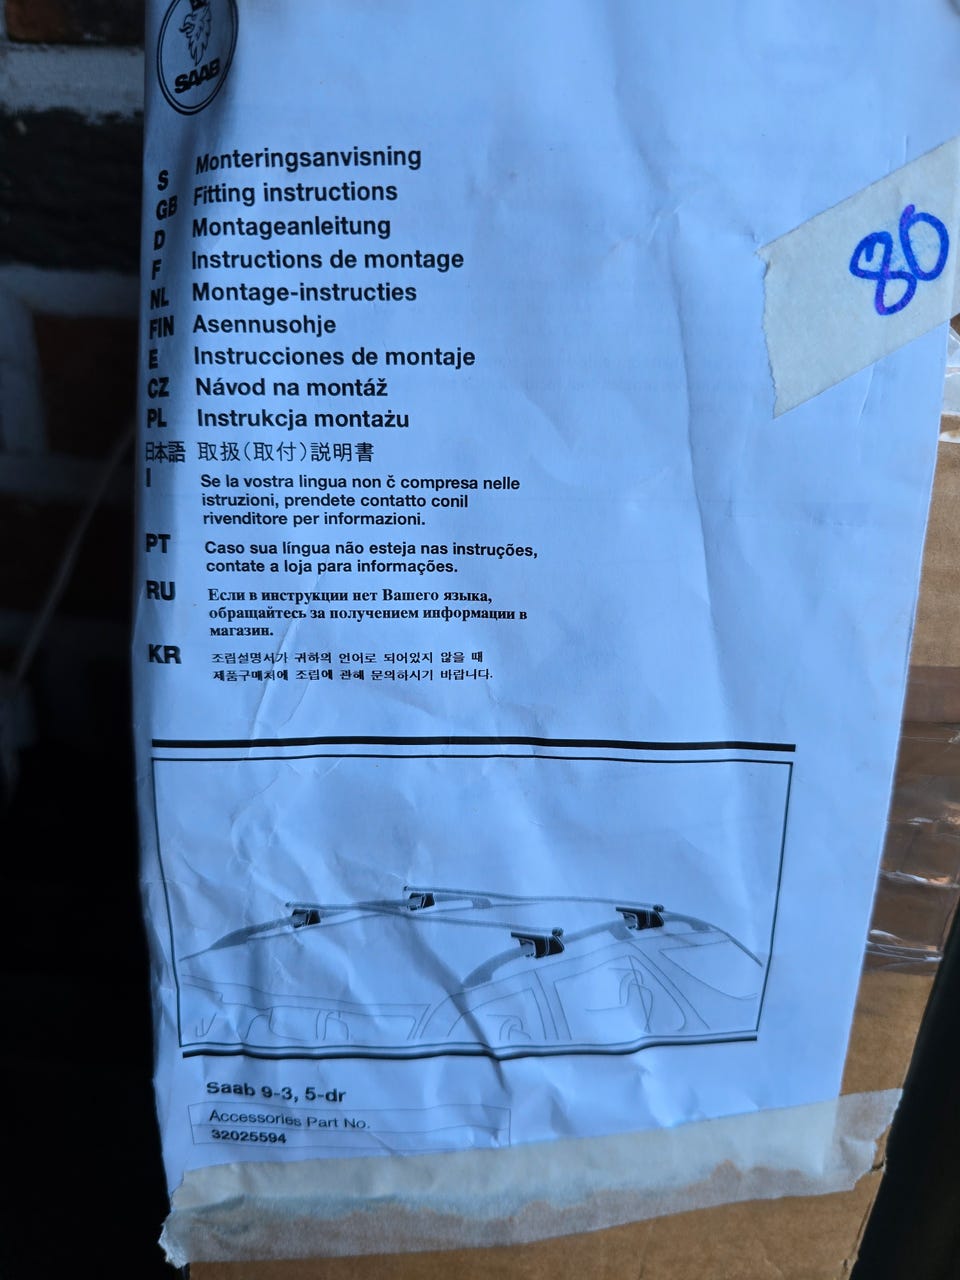 SAAB
S Monteringsanvisning
GB Fitting instructions
D Montageanleitung
F Instructions de montage
NL Montage-instructies
FIN Asennusohje
E Instrucciones de montaje
CZ Návod na montáž
PL Instrukcja montażu
日本語 取扱(取付)説明書
I Se la vostra lingua non č compresa nelle
istruzioni, prendete contatto conil
rivenditore per informazioni.
PT Caso sua língua não esteja nas instruções,
contate a loja para informações.
RU Если в инструкции нет Вашего языка,
обращайтесь за получением информации в
магазин.
KR 조립설명서가 귀하의 언어로 되어있지 않을 때
제품구매처에 조립에 관해 문의하시기 바랍니다.
80
Saab 9-3, 5-dr
Accessories Part No.
32025594